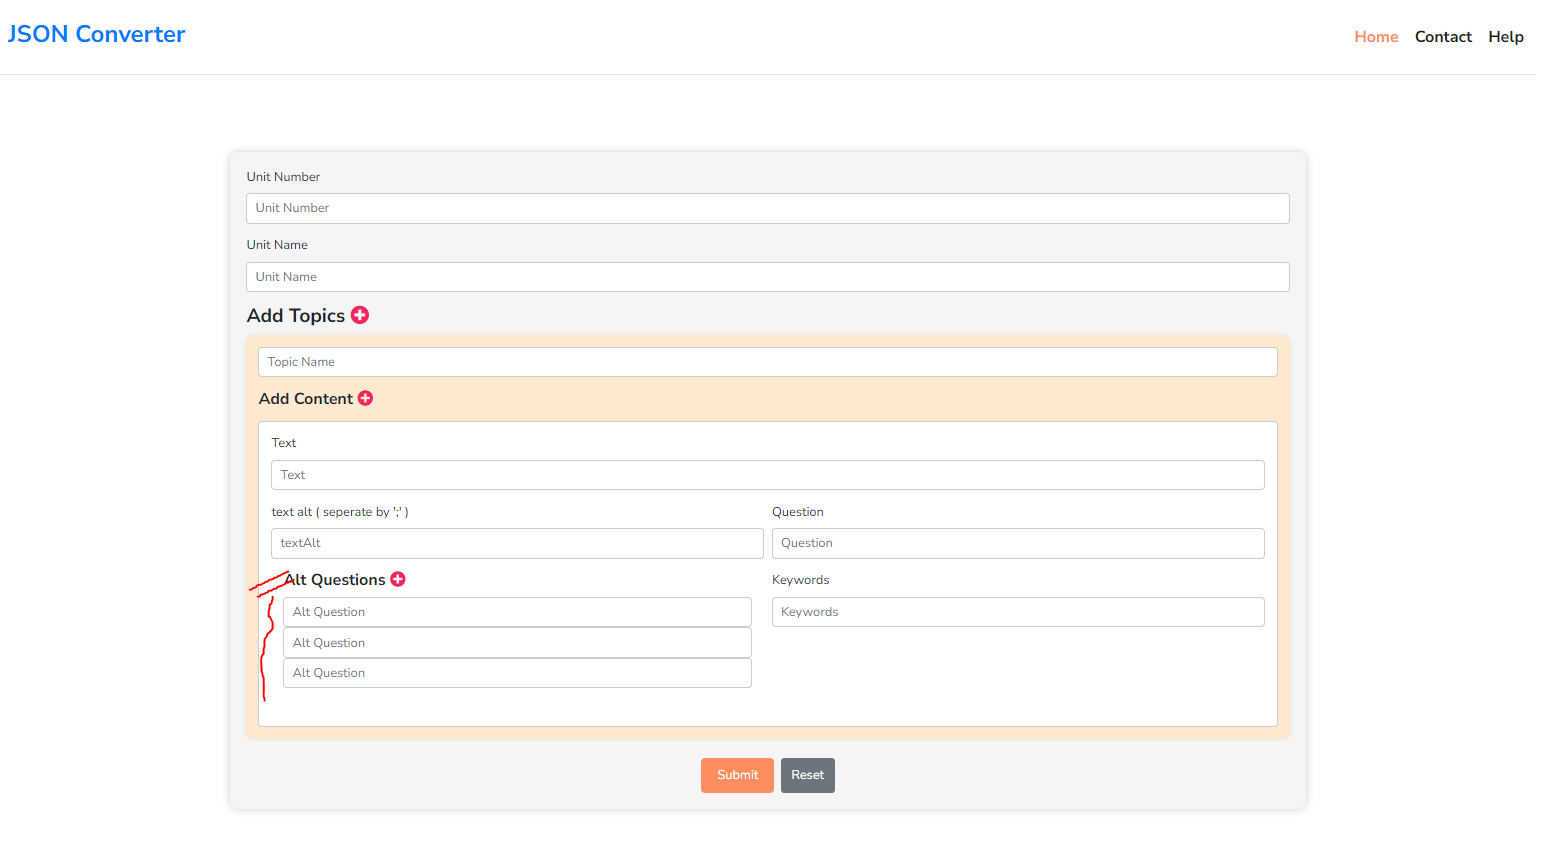 JSON Converter
Home Contact Help
Unit Number
Unit Number
Unit Name
Unit Name
Add Topics
Topic Name
Add Content
Text
Text
text alt ( seperate by ';' ) Question
textAlt Question
Alt Questions Keywords
Alt Question Keywords
Alt Question
Alt Question
Submit Reset